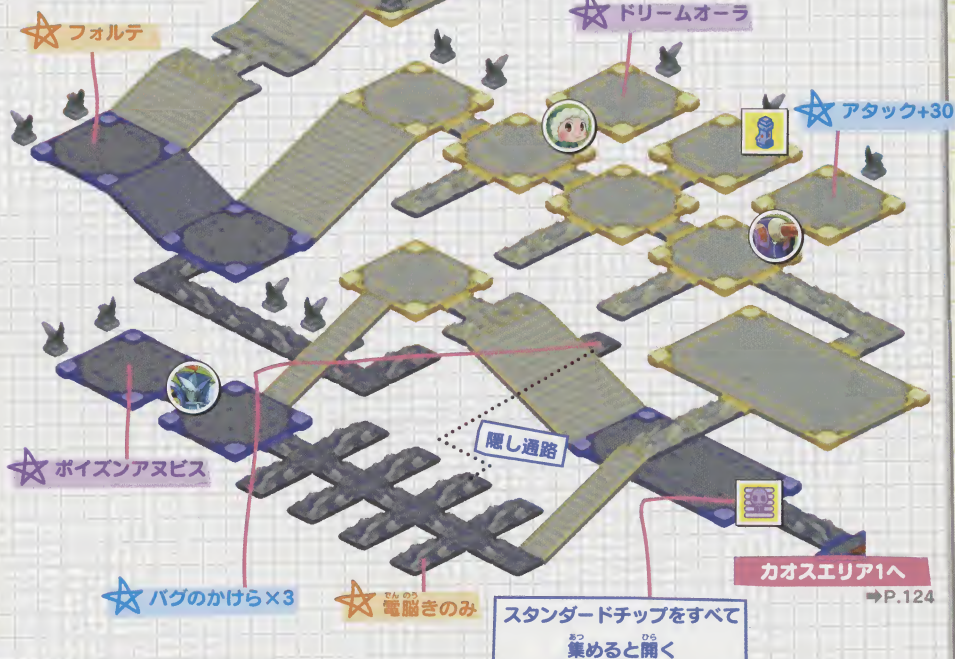 フォルテ
ドリームオーラ
アタック+30
隠し通路
ポイズンアヌビス
カオスエリア1へ
➡P.124
バグのかけら×3
でんのう
電脳きのみ
スタンダードチップをすべて
あつ ひら
集めると開く